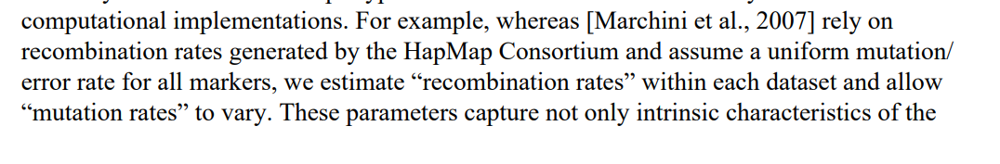 computational implementations. For example, whereas [Marchini et al., 2007] rely on
recombination rates generated by the HapMap Consortium and assume a uniform mutation/
error rate for all markers, we estimate “recombination rates” within each dataset and allow
“mutation rates” to vary. These parameters capture not only intrinsic characteristics of the